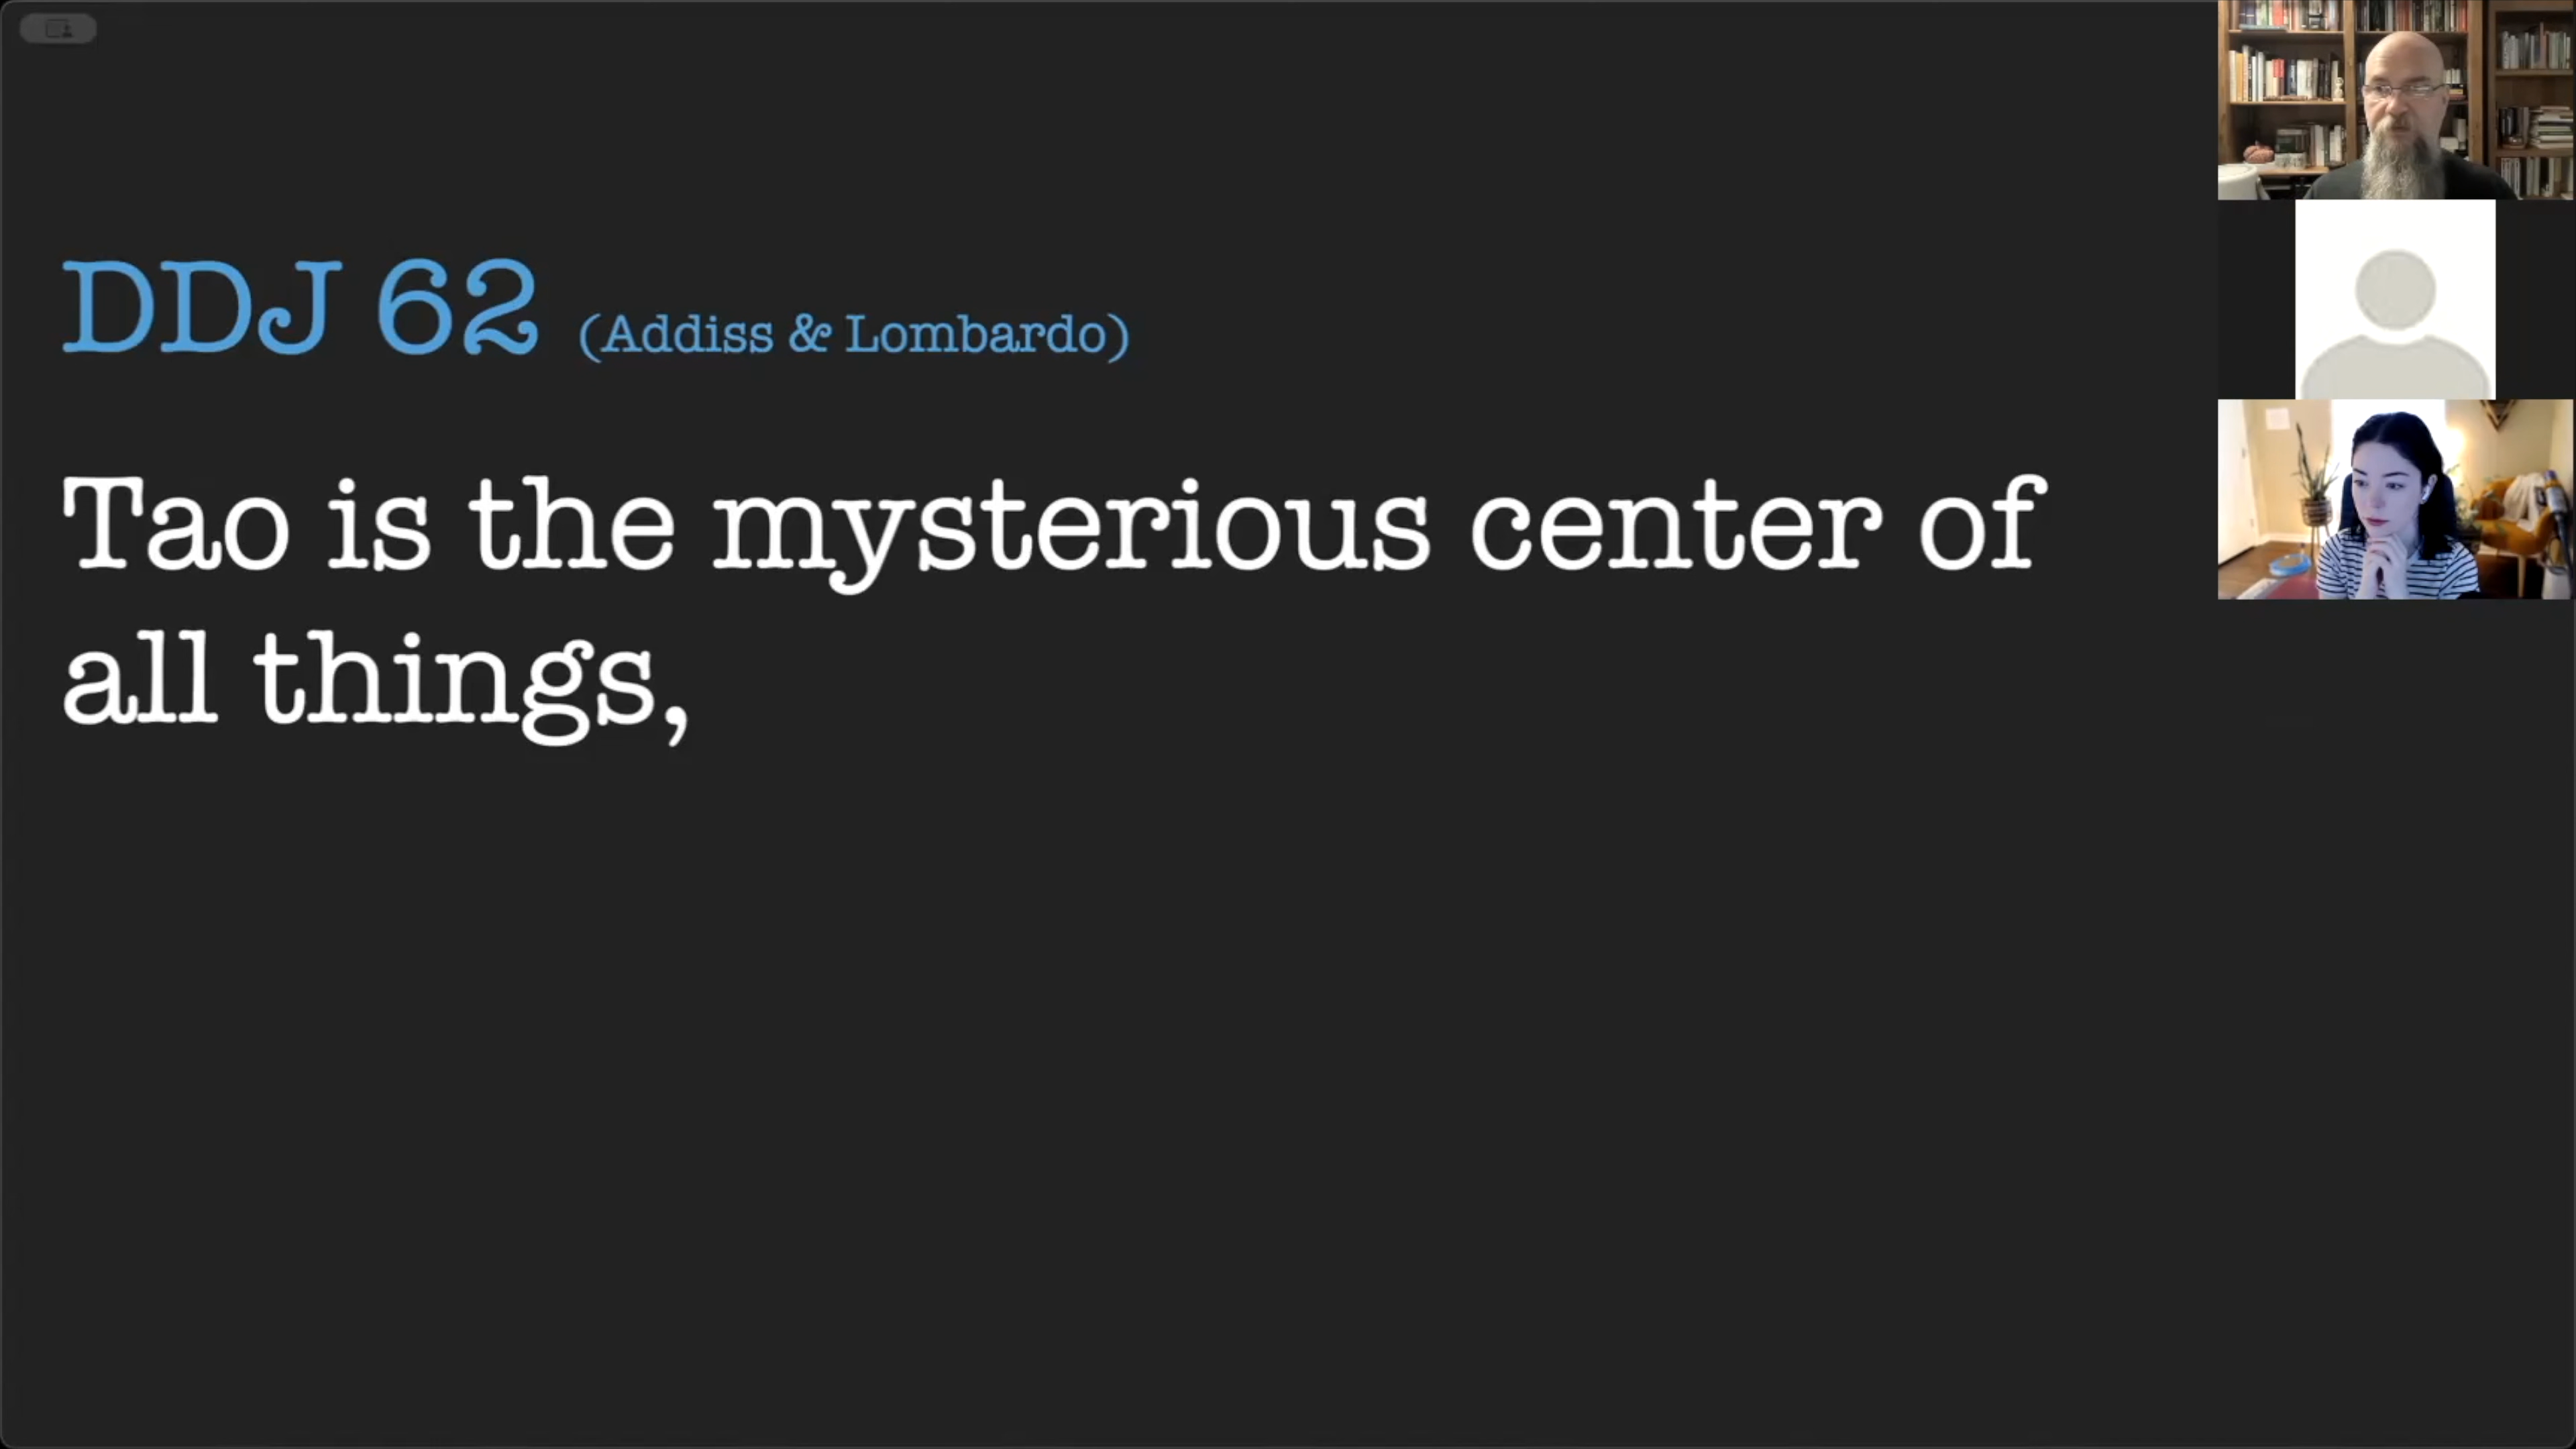 DDJ 62 (Addiss & Lombardo)
Tao is the mysterious center of
all things,